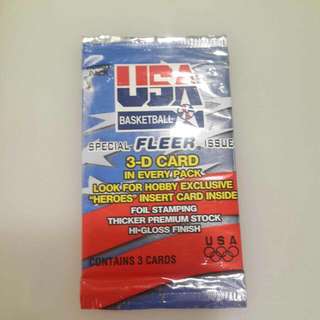 USA
BASKETBALL
SPECIAL FLEER ISSUE
3-D CARD
IN EVERY PACK
LOOK FOR HOBBY EXCLUSIVE
"HEROES" INSERT CARD INSIDE
FOIL STAMPING
THICKER PREMIUM STOCK
HI-GLOSS FINISH
USA
CONTAINS 3 CARDS